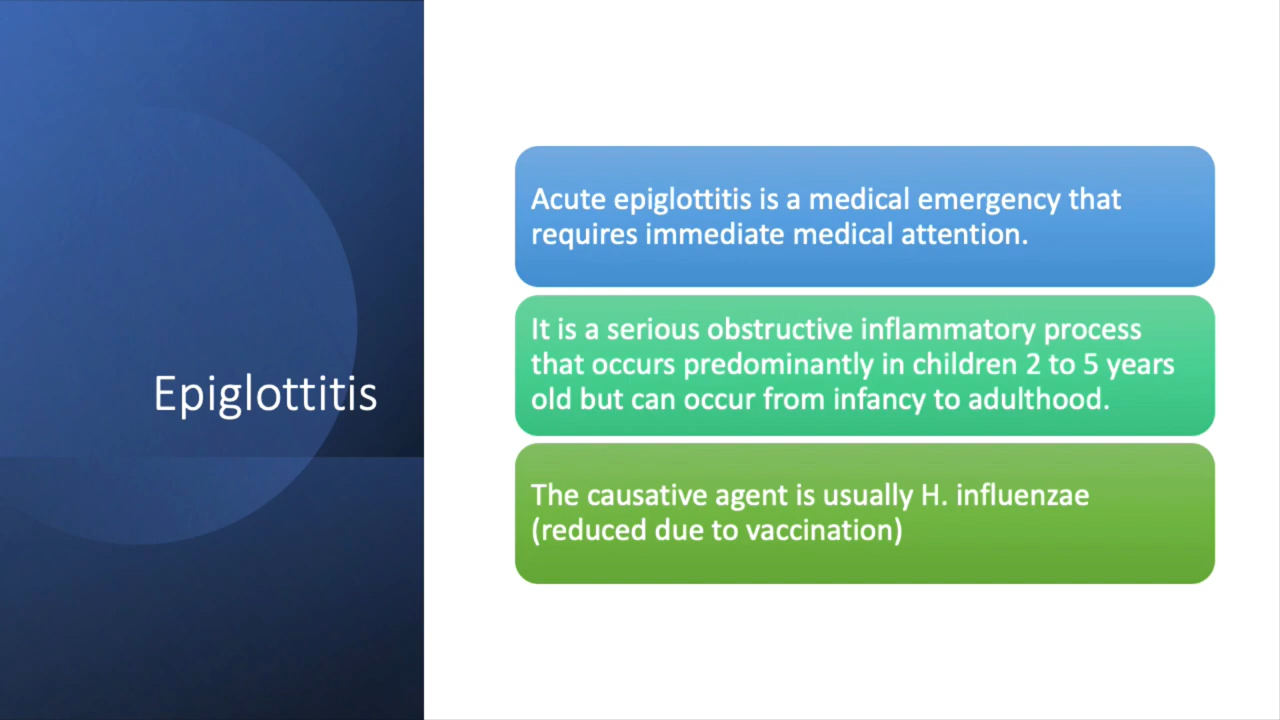 Epiglottitis
Acute epiglottitis is a medical emergency that
requires immediate medical attention.
It is a serious obstructive inflammatory process
that occurs predominantly in children 2 to 5 years
old but can occur from infancy to adulthood.
The causative agent is usually H. influenzae
(reduced due to vaccination)